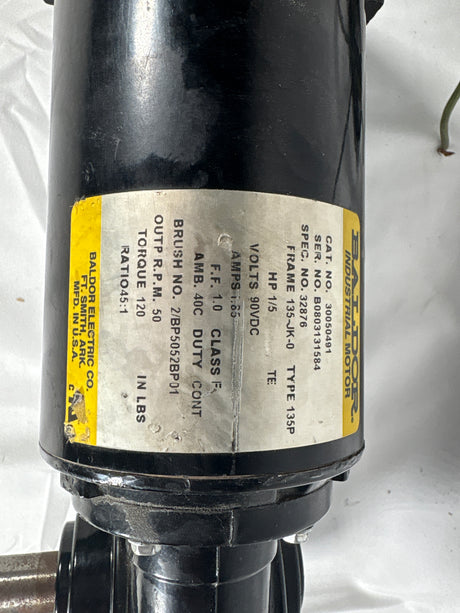 BALDOR
INDUSTRIAL MOTOR
CAT. NO. 30050491
SER. NO. B0803131584
SPEC. NO. 32876
FRAME 135-JK-0 TYPE 135P
HP 1/5 TE
VOLTS 90VDC
AMPS
F.F. 1.0 CLASS F
AMB. 40C DUTY CONT
BRUSH NO. 2/BP5052BP01
OUTP R.P.M. 50
TORQUE 120 IN LBS
RATIO 45:1
BALDOR ELECTRIC CO.
FT. SMITH, ARK.
MFD. IN U.S.A.